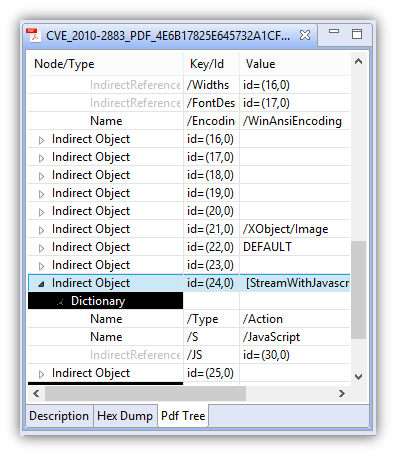 CVE_2010-2883_PDF_4E6B17825E645732A1CF...
Node/Type Key/Id Value
IndirectReference /Widths id=(16,0)
IndirectReference /FontDes id=(17,0)
Name /Encodin /WinAnsiEncoding
Indirect Object id=(16,0)
Indirect Object id=(17,0)
Indirect Object id=(18,0)
Indirect Object id=(19,0)
Indirect Object id=(20,0)
Indirect Object id=(21,0) /XObject/Image
Indirect Object id=(22,0) DEFAULT
Indirect Object id=(23,0)
Indirect Object id=(24,0) [StreamWithJavascr
Dictionary
Name /Type /Action
Name /S /JavaScript
IndirectReference /JS id=(30,0)
Indirect Object id=(25,0)
Description Hex Dump Pdf Tree